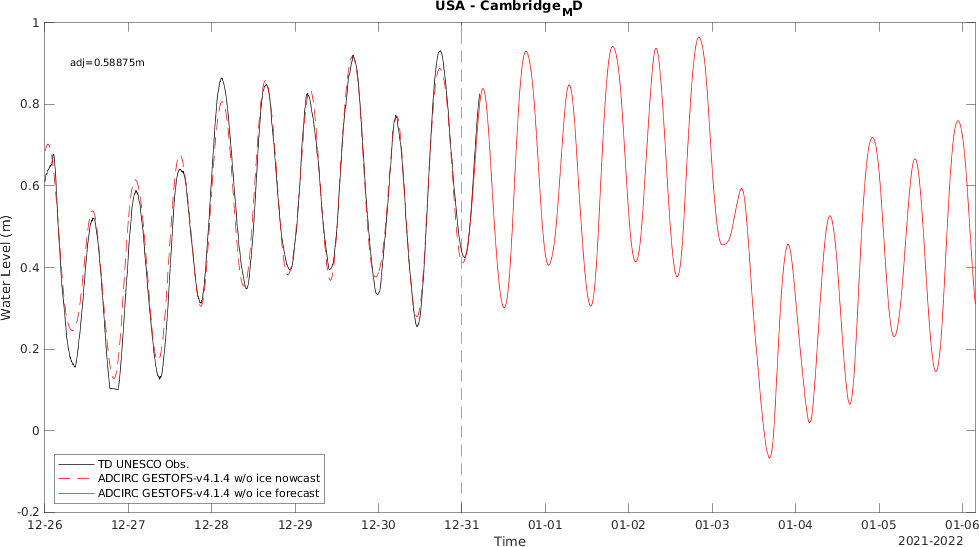 USA - Cambridge_MD
adj=0.58875m
1
0.8
0.6
0.4
0.2
0
-0.2
Water Level (m)
TD UNESCO Obs.
ADCIRC GESTOFS-v4.1.4 w/o ice nowcast
ADCIRC GESTOFS-v4.1.4 w/o ice forecast
12-26 12-27 12-28 12-29 12-30 12-31 01-01 01-02 01-03 01-04 01-05 01-06
Time
2021-2022